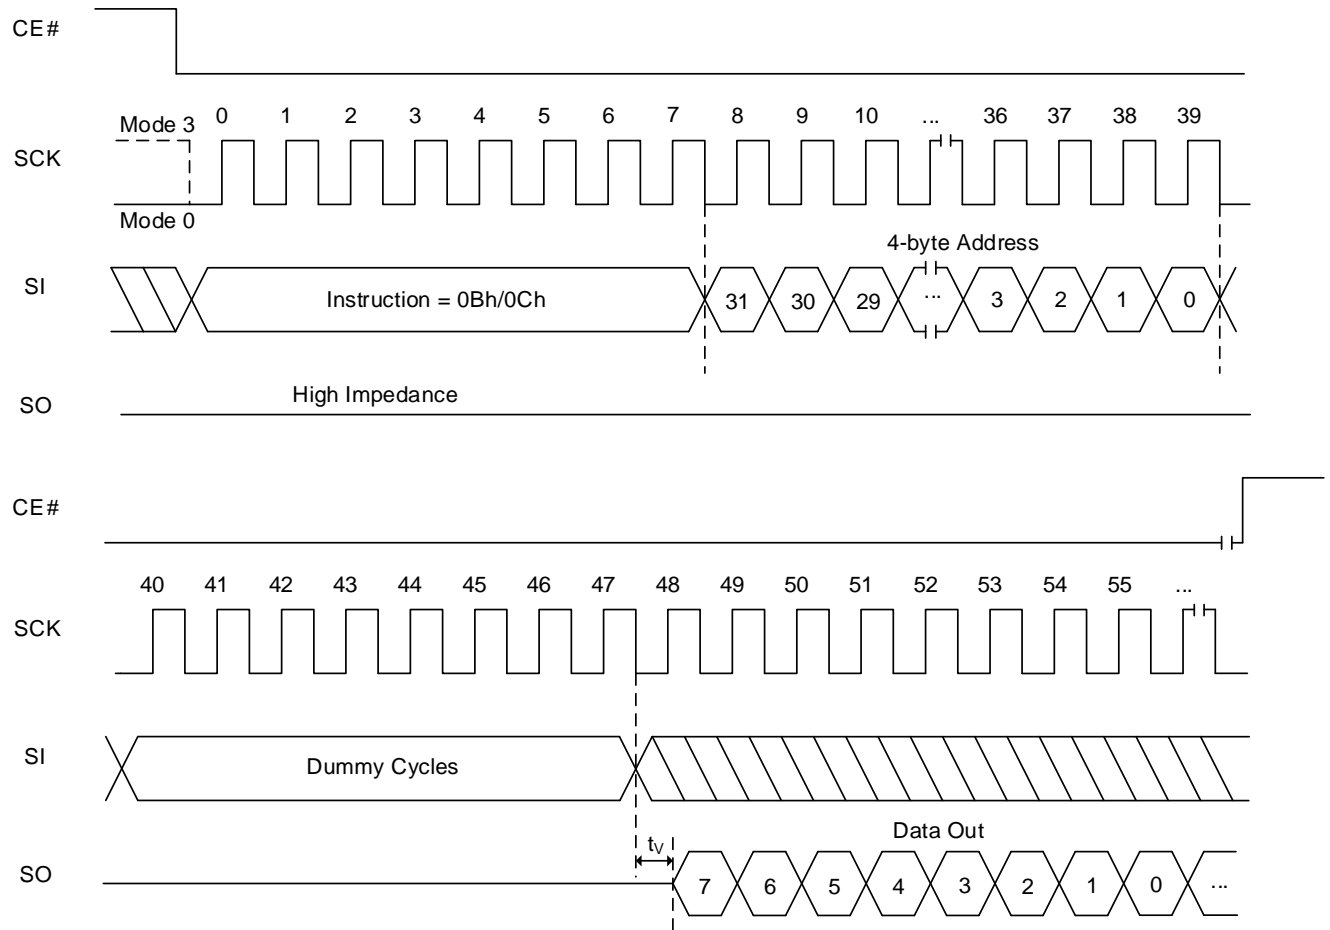 CE#
Mode 3 0 1 2 3 4 5 6 7 8 9 10 ... 36 37 38 39
SCK
Mode 0
4-byte Address
SI Instruction = 0Bh/0Ch 31 30 29 ... 3 2 1 0
High Impedance
SO
CE#
40 41 42 43 44 45 46 47 48 49 50 51 52 53 54 55 ...
SCK
SI Dummy Cycles
Data Out
tV
SO 7 6 5 4 3 2 1 0 ...